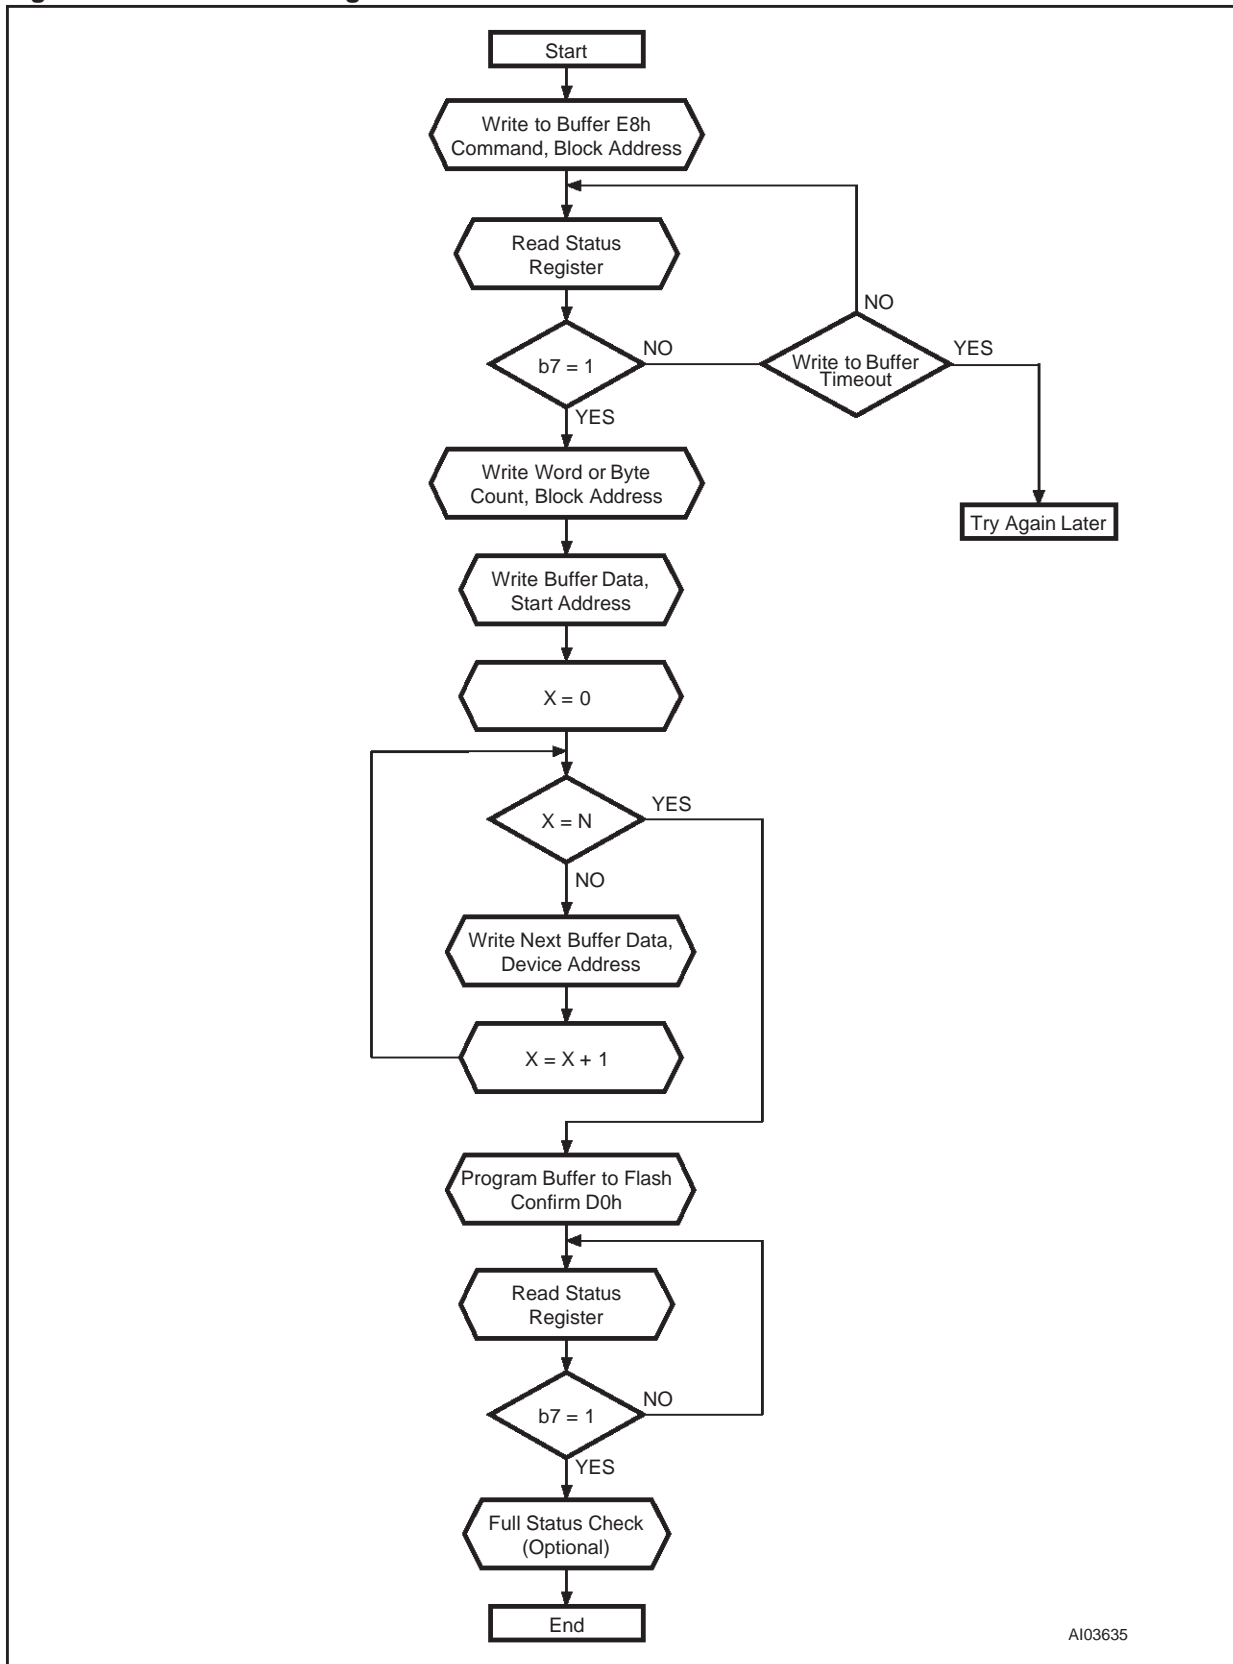 Start
Write to Buffer E8h
Command, Block Address
Read Status
Register
NO
b7 = 1
NO
Write to Buffer
Timeout
YES
YES
Write Word or Byte
Count, Block Address
Try Again Later
Write Buffer Data,
Start Address
X = 0
X = N
YES
NO
Write Next Buffer Data,
Device Address
X = X + 1
Program Buffer to Flash
Confirm D0h
Read Status
Register
b7 = 1
NO
YES
Full Status Check
(Optional)
End
AI03635